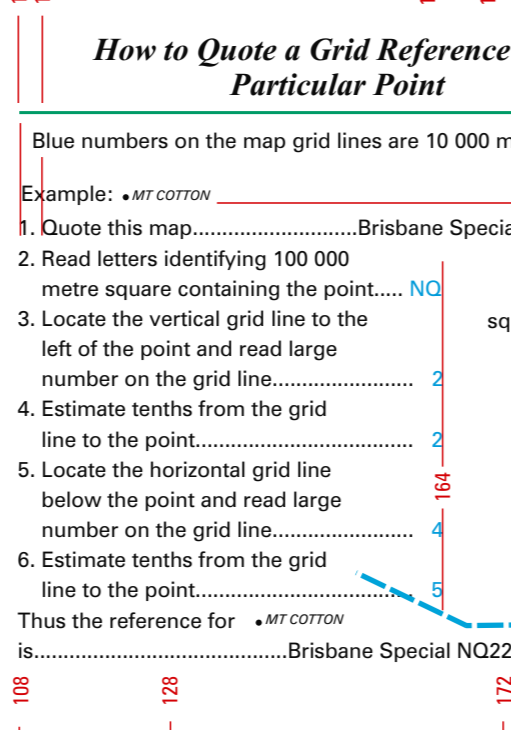 How to Quote a Grid Reference
Particular Point
Blue numbers on the map grid lines are 10 000 m
Example: • MT COTTON
1. Quote this map.............................Brisbane Specia
2. Read letters identifying 100 000
metre square containing the point..... NQ
3. Locate the vertical grid line to the
sq
left of the point and read large
number on the grid line......................... 2
4. Estimate tenths from the grid
line to the point...................................... 2
5. Locate the horizontal grid line
164
below the point and read large
number on the grid line......................... 4
6. Estimate tenths from the grid
line to the point...................................... 5
Thus the reference for • MT COTTON
is............................................Brisbane Special NQ22
108
128
172